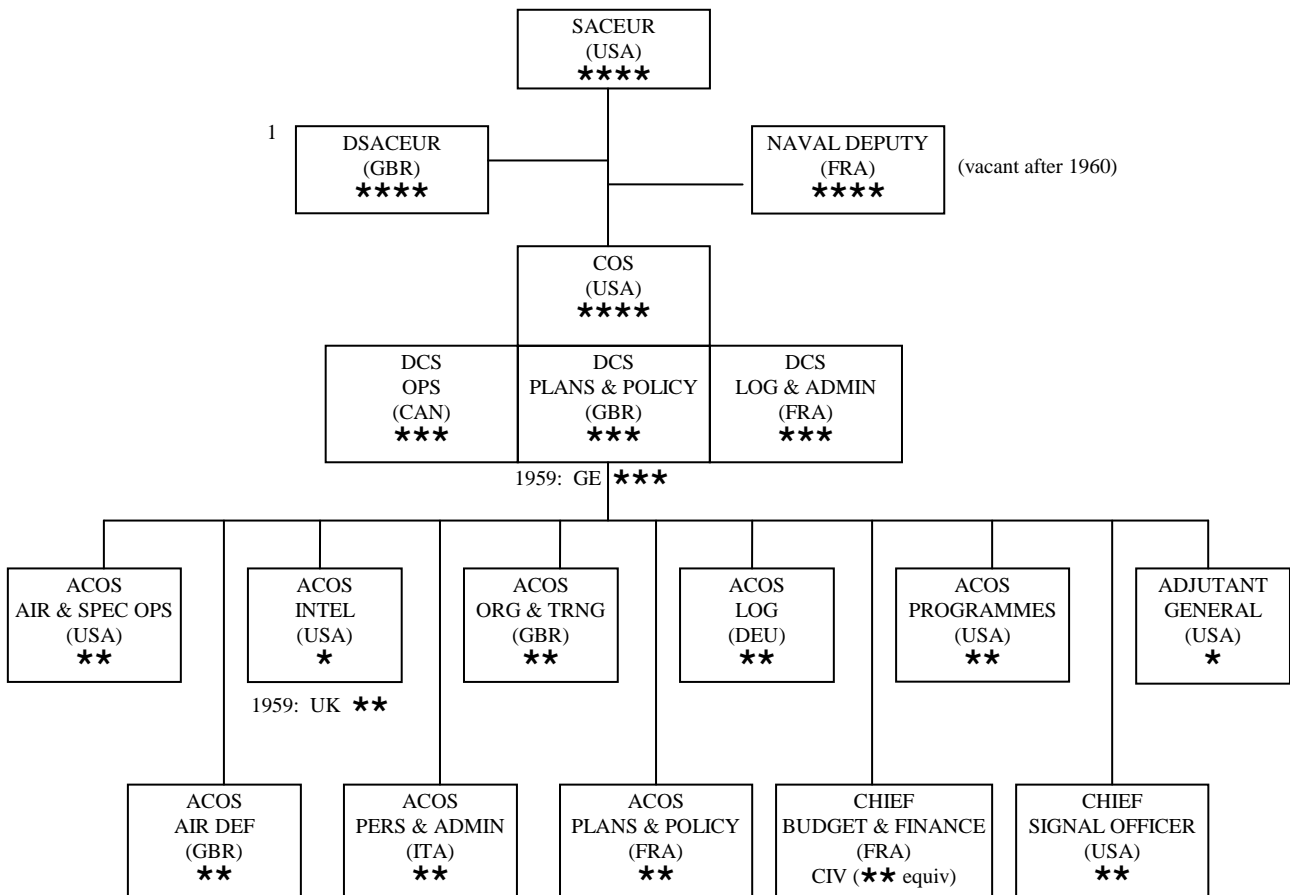 SACEUR
(USA)
★★★★
1
DSACEUR
(GBR)
★★★★
NAVAL DEPUTY
(FRA)
★★★★
(vacant after 1960)
COS
(USA)
★★★★
DCS
OPS
(CAN)
★★★
DCS
PLANS & POLICY
(GBR)
★★★
DCS
LOG & ADMIN
(FRA)
★★★
1959: GE ★★★
ACOS
AIR & SPEC OPS
(USA)
★★
ACOS
INTEL
(USA)
★
1959: UK ★★
ACOS
ORG & TRNG
(GBR)
★★
ACOS
LOG
(DEU)
★★
ACOS
PROGRAMMES
(USA)
★★
ADJUTANT
GENERAL
(USA)
★
ACOS
AIR DEF
(GBR)
★★
ACOS
PERS & ADMIN
(ITA)
★★
ACOS
PLANS & POLICY
(FRA)
★★
CHIEF
BUDGET & FINANCE
(FRA)
CIV (★★ equiv)
CHIEF
SIGNAL OFFICER
(USA)
★★